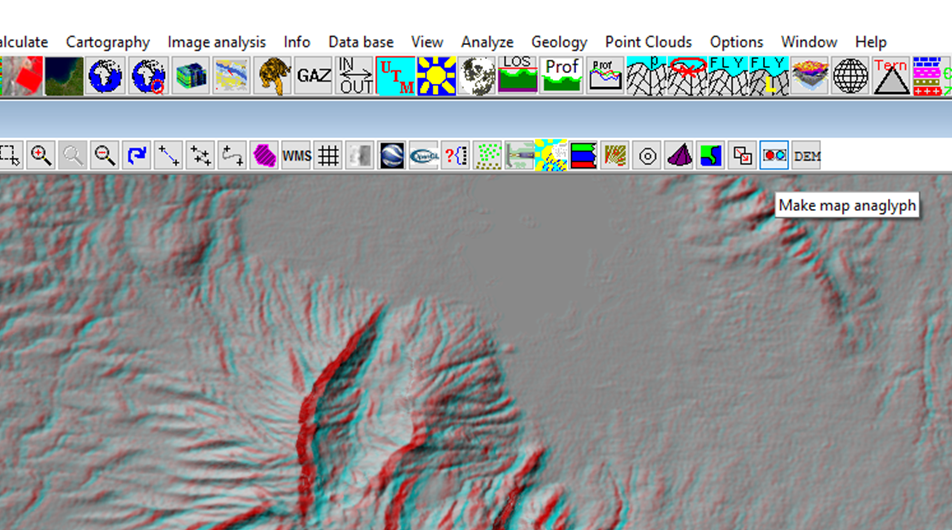 alculate Cartography Image analysis Info Data base View Analyze Geology Point Clouds Options Window Help
GAZ IN OUT UTM LOS Prof Prof P FLY FLY L Tern
WMS OpenGL ?{ DEM
Make map anaglyph